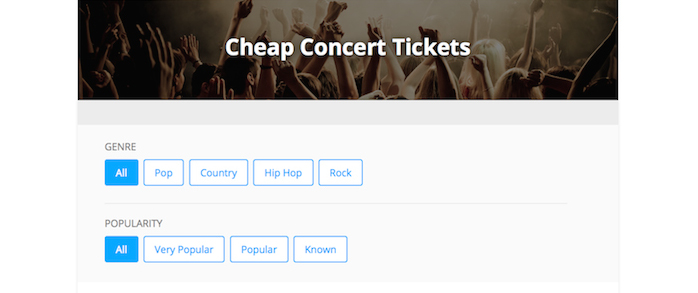 Cheap Concert Tickets
GENRE
All Pop Country Hip Hop Rock
POPULARITY
All Very Popular Popular Known